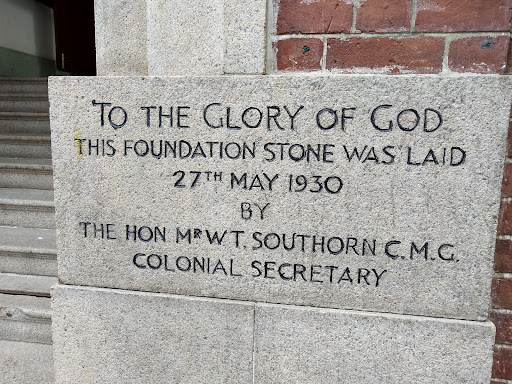 TO THE GLORY OF GOD
THIS FOUNDATION STONE WAS LAID
27TH MAY 1930
BY
THE HON MR W T. SOUTHORN C.M.G.
COLONIAL SECRETARY